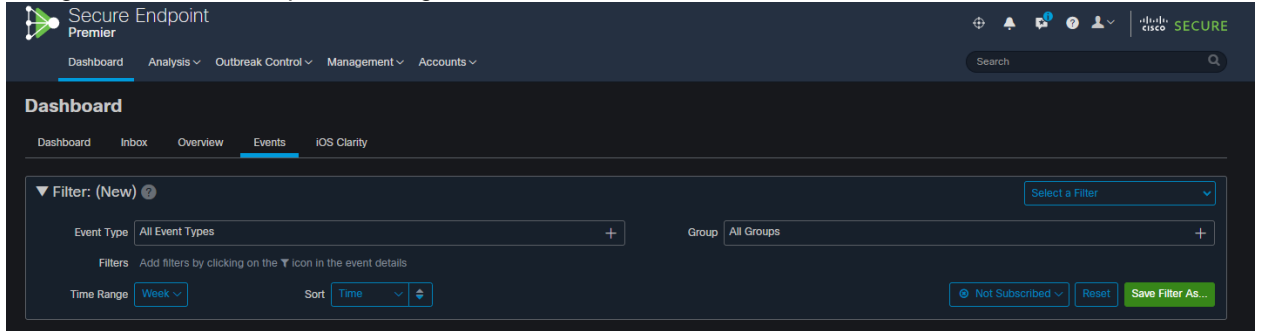 Secure Endpoint
Premier
CISCO SECURE
Dashboard Analysis Outbreak Control Management Accounts
Search
Dashboard
Dashboard Inbox Overview Events iOS Clarity
Filter: (New) ?
Select a Filter
Event Type All Event Types + Group All Groups +
Filters Add filters by clicking on the icon in the event details
Time Range Week Sort Time Not Subscribed Reset Save Filter As...